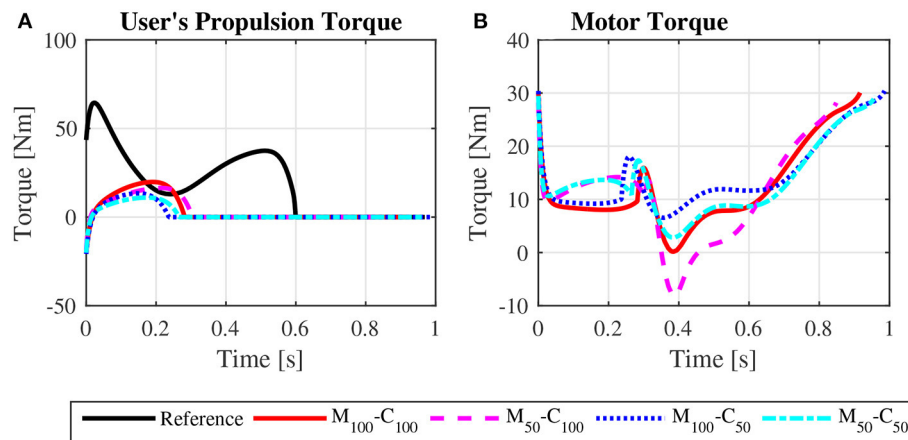 A User's Propulsion Torque
100
50
0
-50
Torque [Nm]
0 0.2 0.4 0.6 0.8 1
Time [s]
B Motor Torque
40
30
20
10
0
-10
Torque [Nm]
0 0.2 0.4 0.6 0.8 1
Time [s]
Reference M100-C100 M50-C100 M100-C50 M50-C50